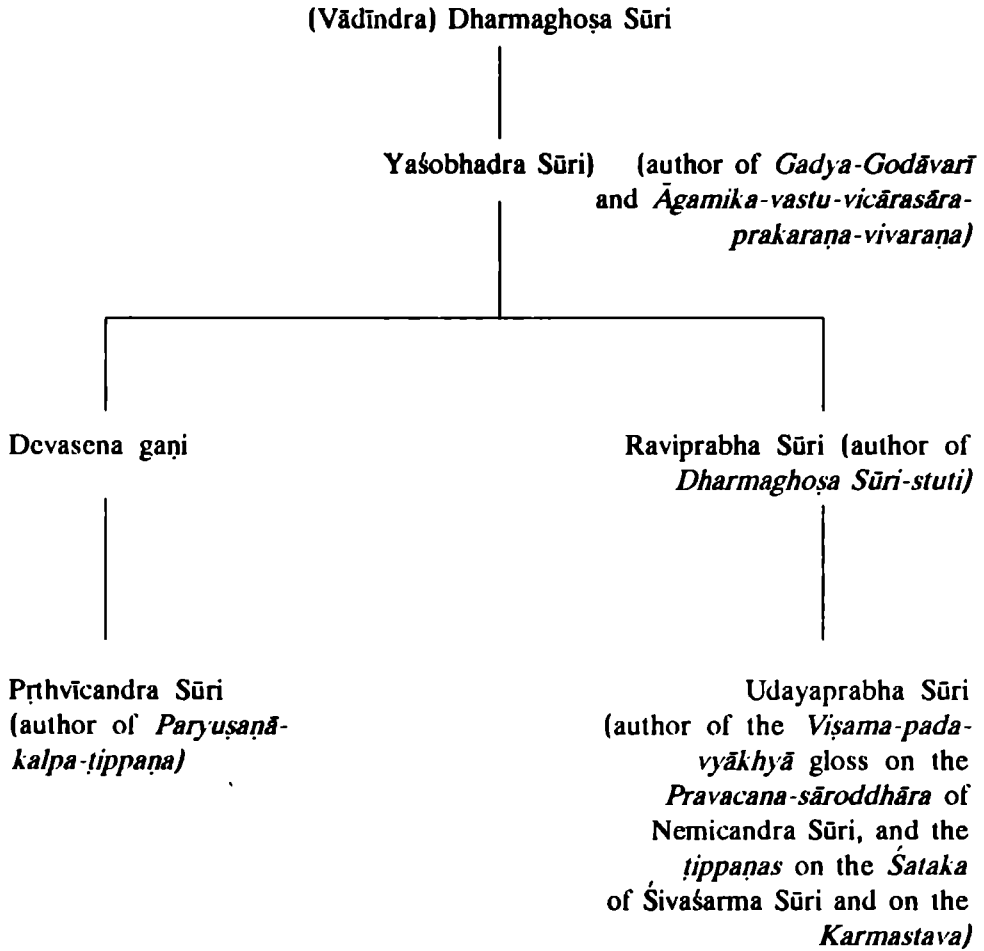 (Vādīndra) Dharmaghoṣa Sūri
Yaśobhadra Sūri) (author of Gadya-Godāvarī
and Āgamika-vastu-vicārasāra-
prakaraṇa-vivaraṇa)
Devasena gaṇi
Raviprabha Sūri (author of
Dharmaghoṣa Sūri-stuti)
Pṛthvīcandra Sūri
(author of Paryuṣaṇā-
kalpa-ṭippaṇa)
Udayaprabha Sūri
(author of the Viṣama-pada-
vyākhyā gloss on the
Pravacana-sāroddhāra of
Nemicandra Sūri, and the
ṭippaṇas on the Śataka
of Śivaśarma Sūri and on the
Karmastava)